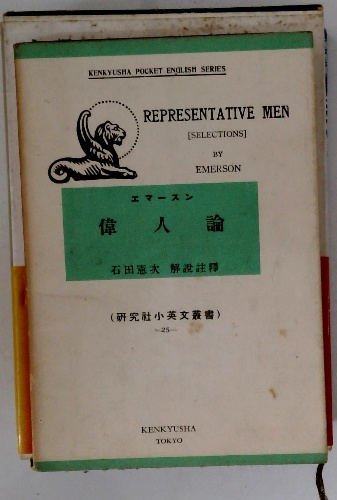 KENKYUSHA POCKET ENGLISH SERIES
REPRESENTATIVE MEN
[SELECTIONS]
BY
EMERSON
エマースン
偉人論
石田憲次 解説註釋
(研究社小英文叢書)
—25—
KENKYUSHA
TOKYO